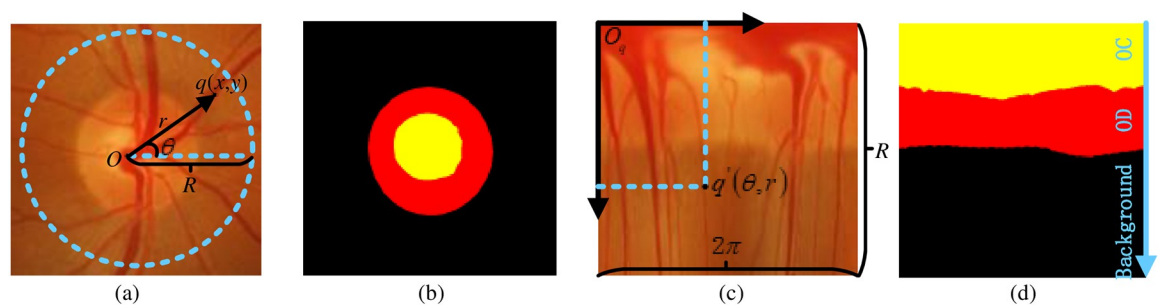 q(x,y)
r
θ
O
R
(a)
(b)
O_q
q'(θ,r)
2π
R
(c)
OC
OD
Background
(d)